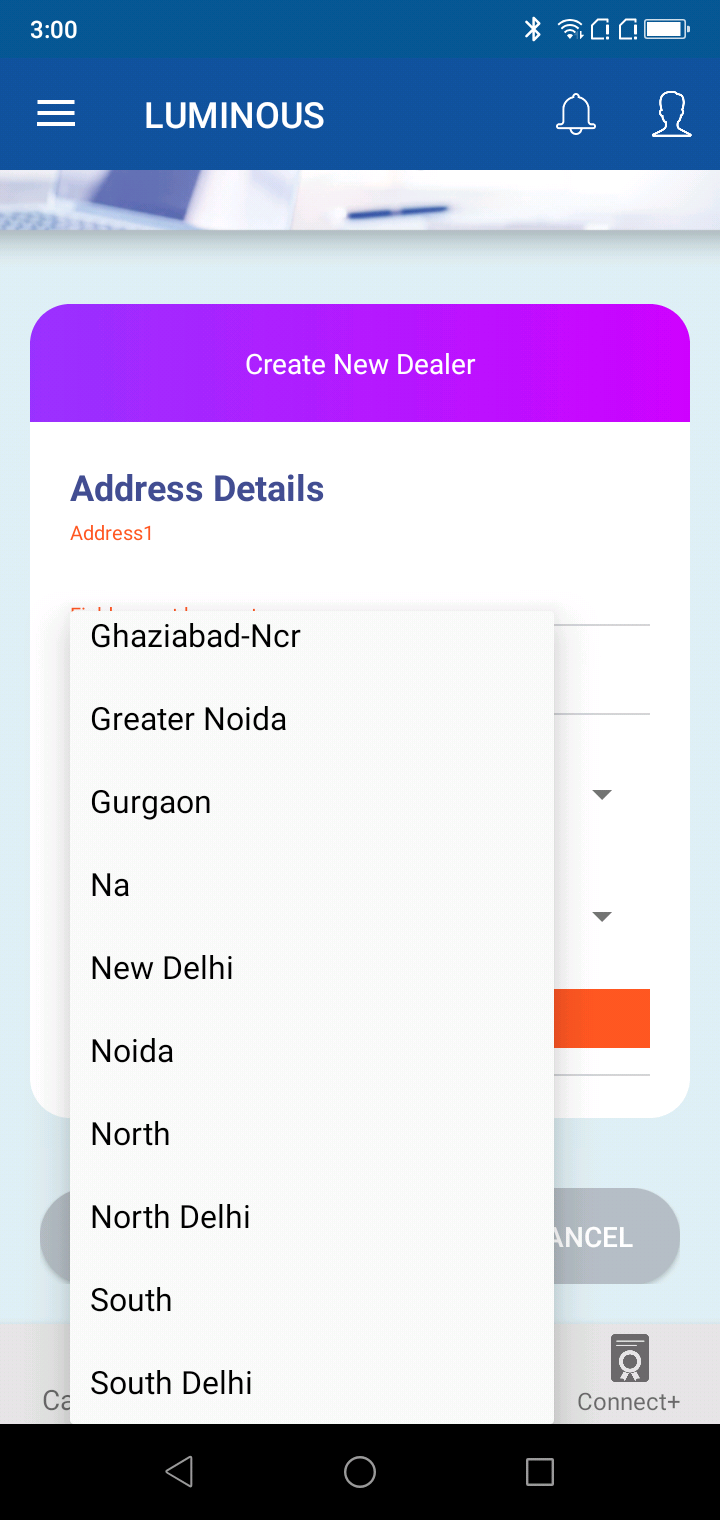 3:00
LUMINOUS
Create New Dealer
Address Details
Address1
Ghaziabad-Ncr
Greater Noida
Gurgaon
Na
New Delhi
Noida
North
North Delhi
ANCEL
South
South Delhi
Ca
Connect+